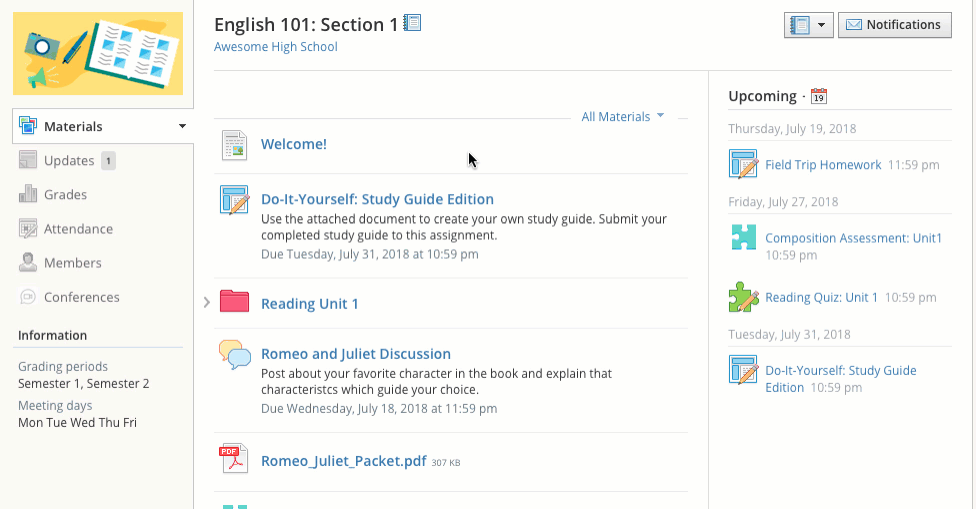 English 101: Section 1
Awesome High School
Notifications
Materials
Updates 1
Grades
Attendance
Members
Conferences
Information
Grading periods
Semester 1, Semester 2
Meeting days
Mon Tue Wed Thu Fri
All Materials
Welcome!
Do-It-Yourself: Study Guide Edition
Use the attached document to create your own study guide. Submit your
completed study guide to this assignment.
Due Tuesday, July 31, 2018 at 10:59 pm
Reading Unit 1
Romeo and Juliet Discussion
Post about your favorite character in the book and explain that
characteristcs which guide your choice.
Due Wednesday, July 18, 2018 at 11:59 pm
PDF
Romeo_Juliet_Packet.pdf 307 KB
Upcoming · 19
Thursday, July 19, 2018
Field Trip Homework 11:59 pm
Friday, July 27, 2018
Composition Assessment: Unit1
10:59 pm
Reading Quiz: Unit 1 10:59 pm
Tuesday, July 31, 2018
Do-It-Yourself: Study Guide
Edition 10:59 pm